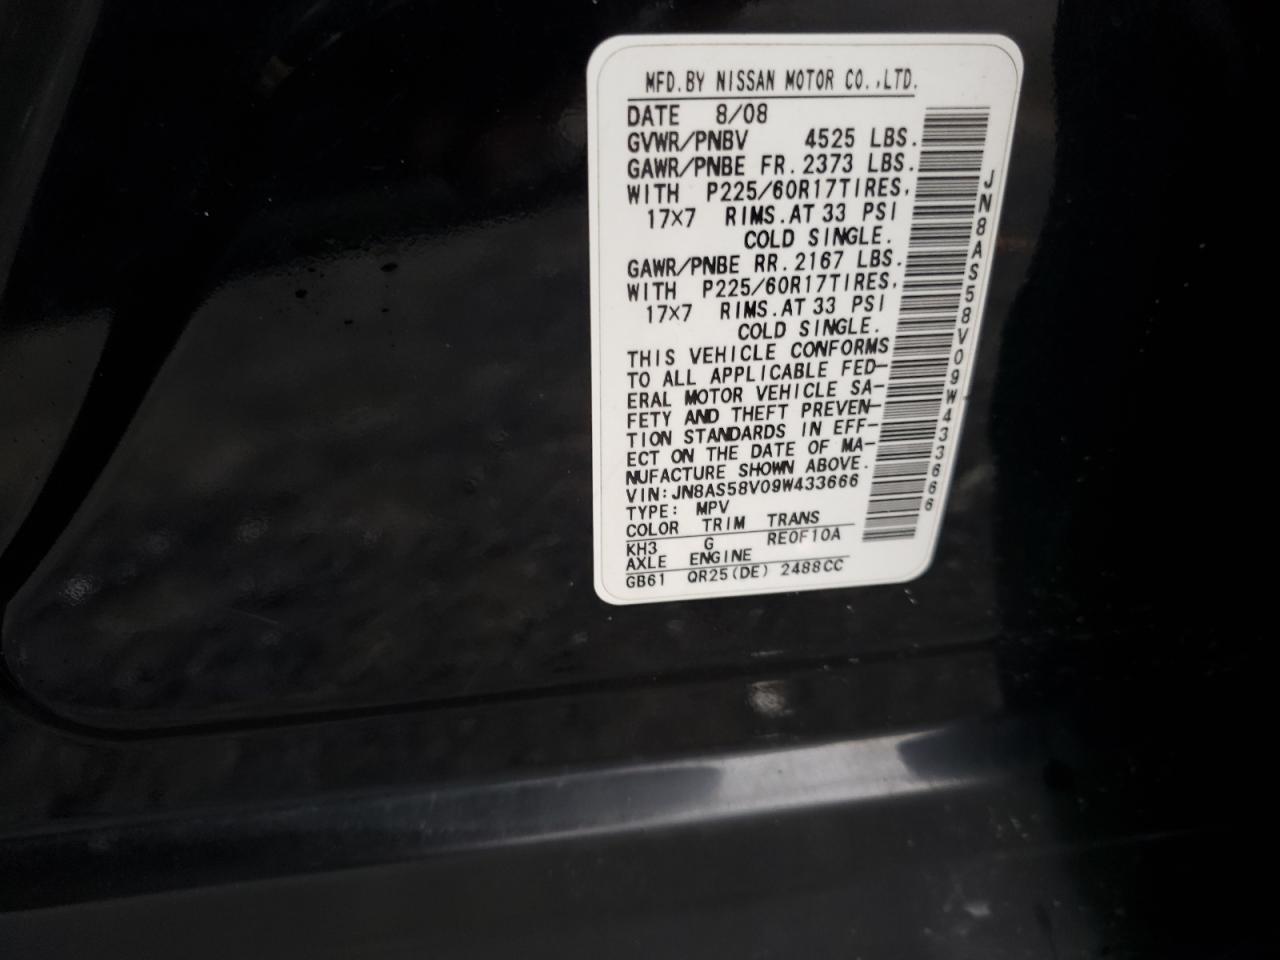 MFD.BY NISSAN MOTOR CO.,LTD.
DATE 8/08
GVWR/PNBV 4525 LBS.
GAWR/PNBE FR. 2373 LBS.
WITH P225/60R17TIRES,
17×7 RIMS.AT 33 PSI
COLD SINGLE.
GAWR/PNBE RR. 2167 LBS.
WITH P225/60R17TIRES,
17×7 RIMS.AT 33 PSI
COLD SINGLE.
THIS VEHICLE CONFORMS
TO ALL APPLICABLE FED-
ERAL MOTOR VEHICLE SA-
FETY AND THEFT PREVEN-
TION STANDARDS IN EFF-
ECT ON THE DATE OF MA-
NUFACTURE SHOWN ABOVE.
VIN:JN8AS58V09W433666
TYPE: MPV
COLOR TRIM TRANS
KH3 G RE0F10A
AXLE ENGINE
GB61 QR25(DE) 2488CC
JN8AS58V09W433666